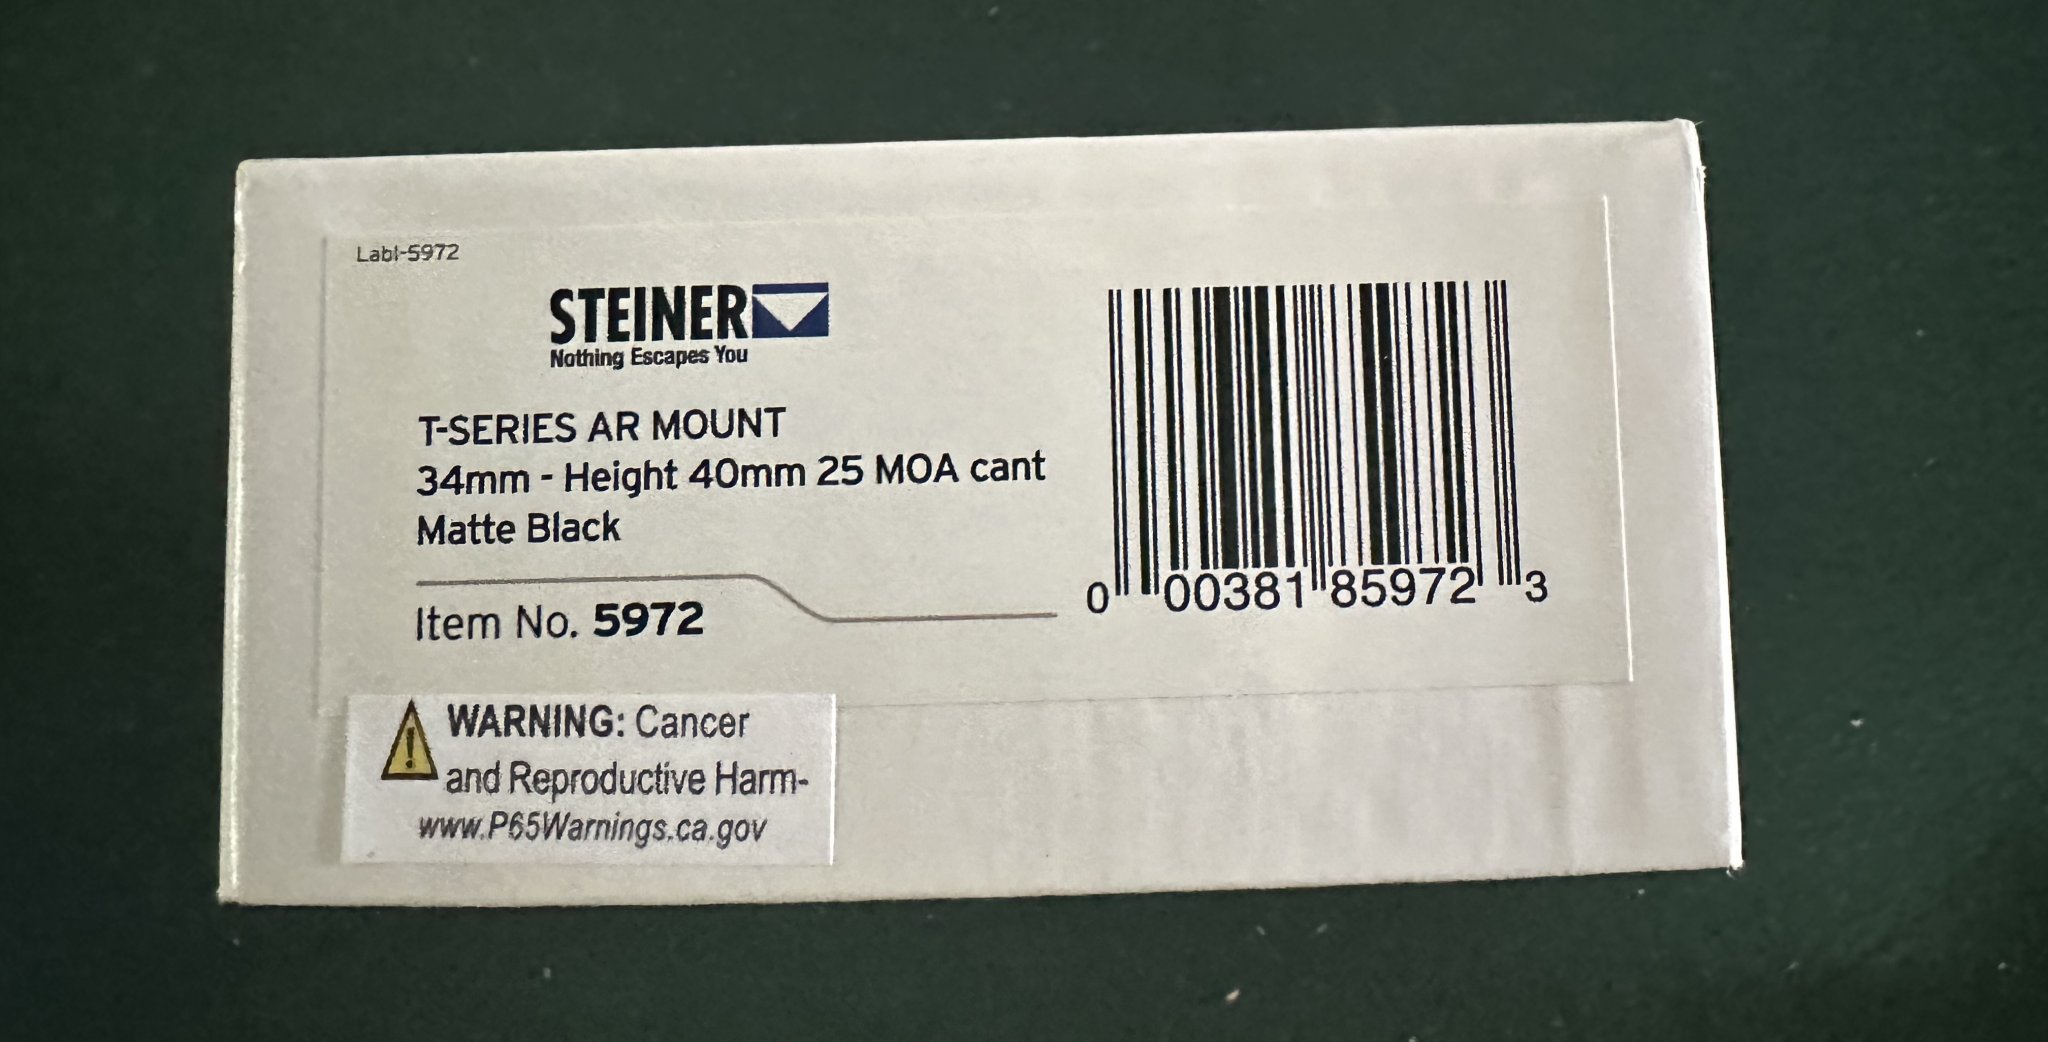 Labl-5972
STEINER
Nothing Escapes You
T-SERIES AR MOUNT
34mm - Height 40mm 25 MOA cant
Matte Black
Item No. 5972
0 00381 85972 3
WARNING: Cancer
and Reproductive Harm-
www.P65Warnings.ca.gov